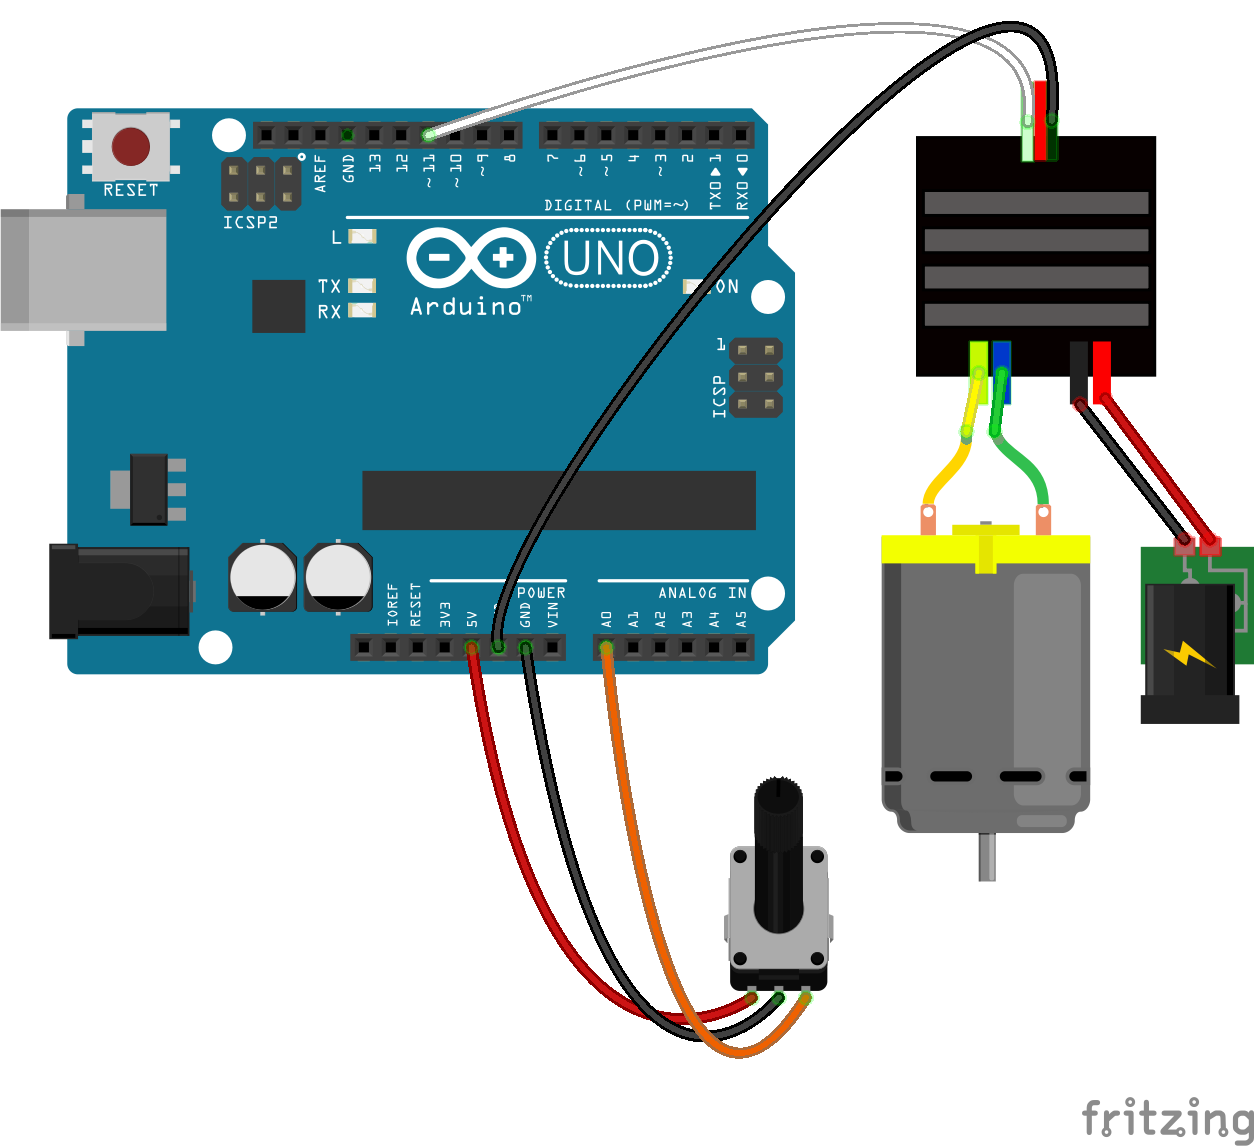 RESET
ICSP2
AREF
GND
13
12
~11
~10
~9
8
7
~6
~5
4
~3
2
TX0▶1
RX0◀0
DIGITAL (PWM=~)
L
TX
RX
UNO
ON
Arduino™
1
ICSP
IOREF
RESET
3V3
5V
GND
VIN
POWER
ANALOG IN
A0
A1
A2
A3
A4
A5
fritzing